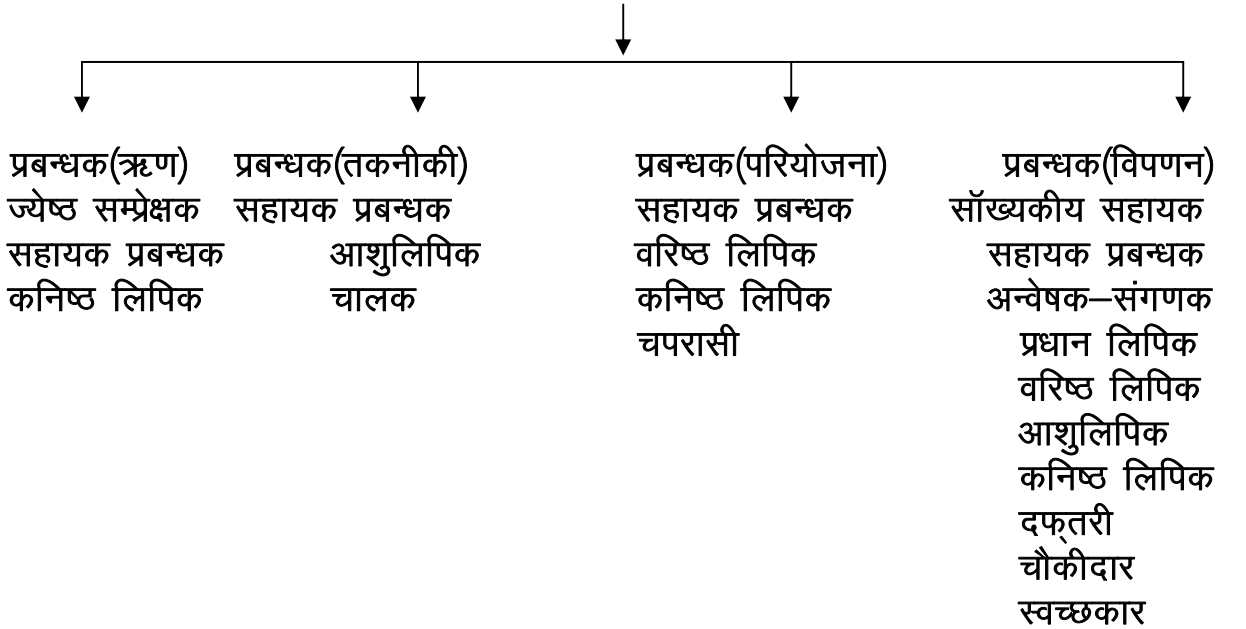 प्रबन्धक(ऋण)
ज्येष्ठ सम्प्रेक्षक
सहायक प्रबन्धक
कनिष्ठ लिपिक
प्रबन्धक(तकनीकी)
सहायक प्रबन्धक
आशुलिपिक
चालक
प्रबन्धक(परियोजना)
सहायक प्रबन्धक
वरिष्ठ लिपिक
कनिष्ठ लिपिक
चपरासी
प्रबन्धक(विपणन)
सॉख्यकीय सहायक
सहायक प्रबन्धक
अन्वेषक–संगणक
प्रधान लिपिक
वरिष्ठ लिपिक
आशुलिपिक
कनिष्ठ लिपिक
दफ्तरी
चौकीदार
स्वच्छकार